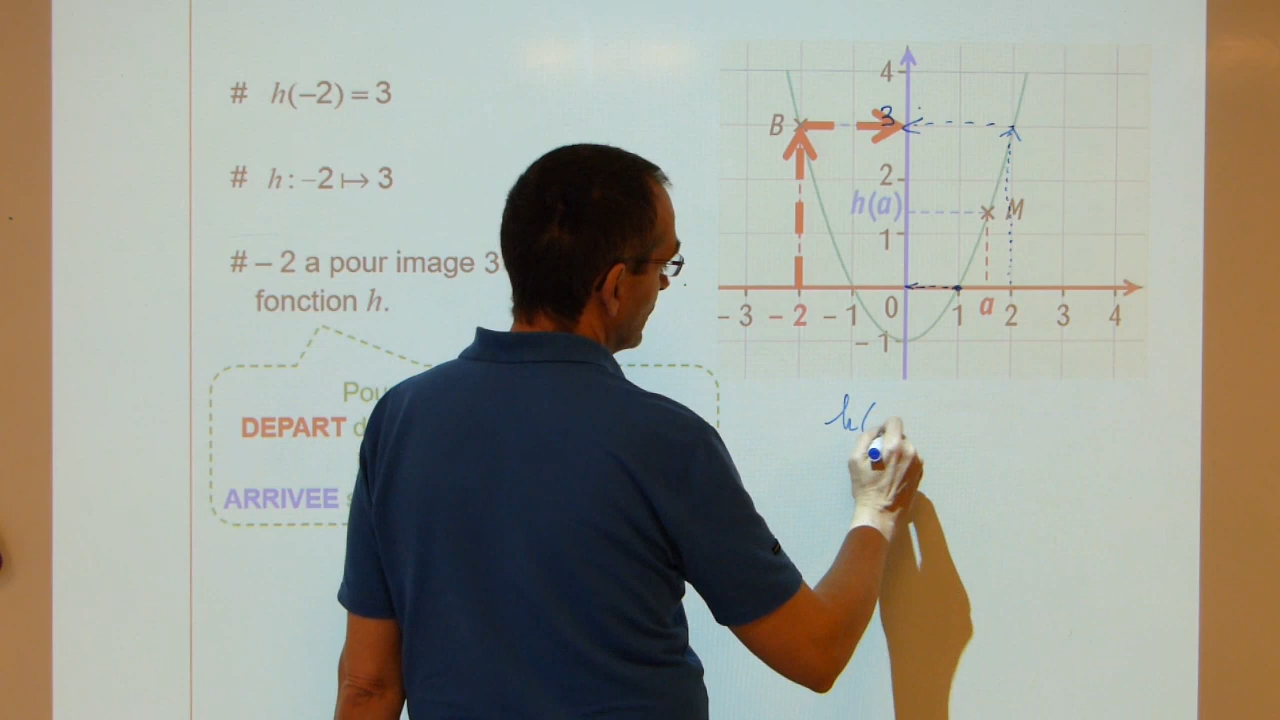 # h(−2) = 3
# h : −2 ↦ 3
# − 2 a pour image 3
fonction h.
DEPART
ARRIVEE
4
B 3
2
h(a) M
1
− 3 − 2 − 1 0 1 a 2 3 4
− 1
h(